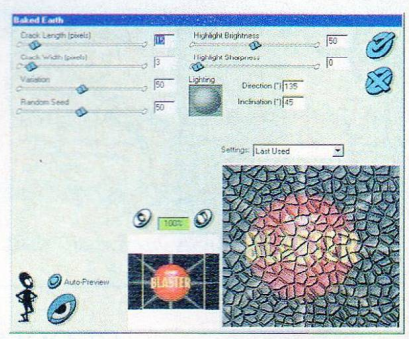 Baked Earth
Crack Length (pixels) 15
Crack Width (pixels) 3
Variation 50
Random Seed 50
Highlight Brightness 50
Highlight Sharpness 0
Lighting
Direction (°) 135
Inclination (°) 45
Settings: Last Used
100%
Auto-Preview
BLASTER
BLASTER